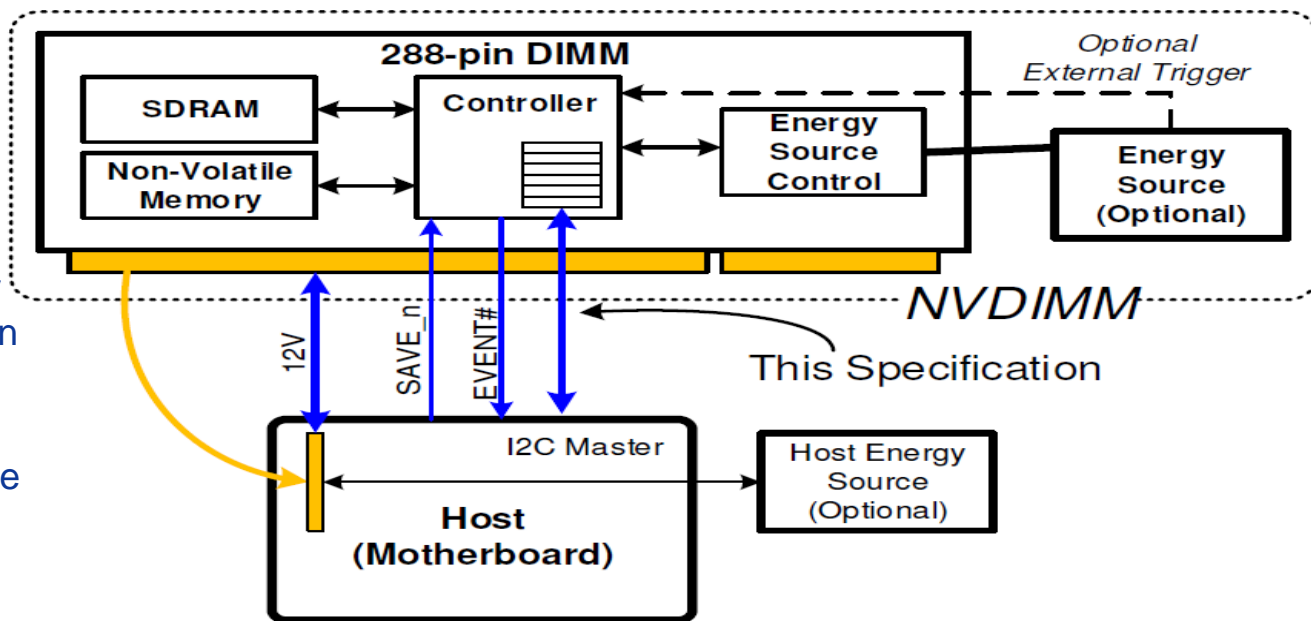 288-pin DIMM
SDRAM
Non-Volatile
Memory
Controller
Energy
Source
Control
Optional
External Trigger
Energy
Source
(Optional)
NVDIMM
This Specification
12V
SAVE_n
EVENT#
n
e
I2C Master
Host
(Motherboard)
Host Energy
Source
(Optional)